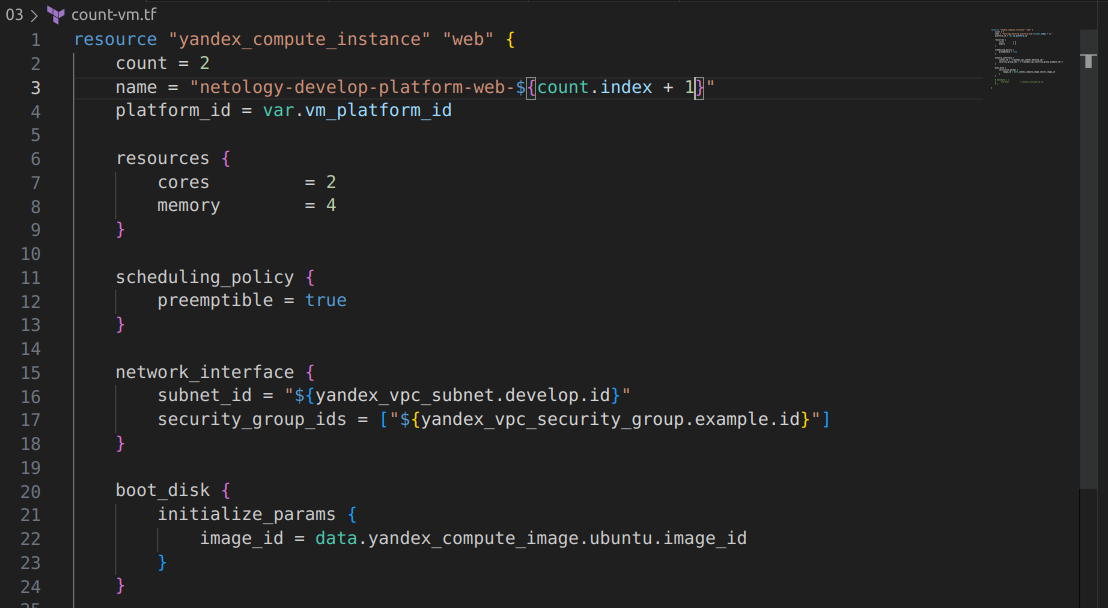 03 > count-vm.tf
1 resource "yandex_compute_instance" "web" {
2     count = 2
3     name = "netology-develop-platform-web-${count.index + 1}"
4     platform_id = var.vm_platform_id
5
6     resources {
7         cores         = 2
8         memory        = 4
9     }
10
11     scheduling_policy {
12         preemptible = true
13     }
14
15     network_interface {
16         subnet_id = "${yandex_vpc_subnet.develop.id}"
17         security_group_ids = ["${yandex_vpc_security_group.example.id}"]
18     }
19
20     boot_disk {
21         initialize_params {
22             image_id = data.yandex_compute_image.ubuntu.image_id
23         }
24     }
25